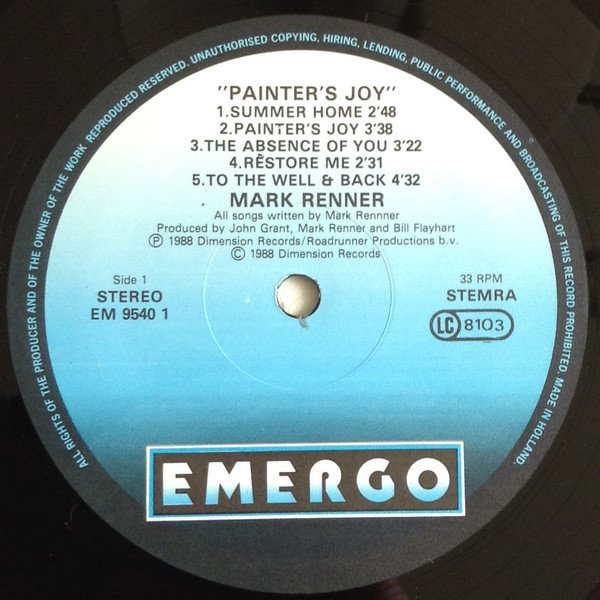 ALL RIGHTS OF THE PRODUCER AND OF THE OWNER OF THE WORK REPRODUCED RESERVED. UNAUTHORISED COPYING, HIRING, LENDING, PUBLIC PERFORMANCE AND BROADCASTING OF THIS RECORD PROHIBITED. MADE IN HOLLAND.
"PAINTER'S JOY"
1.SUMMER HOME 2'48
2.PAINTER'S JOY 3'38
3.THE ABSENCE OF YOU 3'22
4.RÊSTORE ME 2'31
5.TO THE WELL & BACK 4'32
MARK RENNER
All songs written by Mark Rennner
Produced by John Grant, Mark Renner and Bill Flayhart
Ⓟ 1988 Dimension Records/Roadrunner Productions b.v.
© 1988 Dimension Records
Side 1
STEREO
EM 9540 1
33 RPM
STEMRA
LC 8103
EMERGO